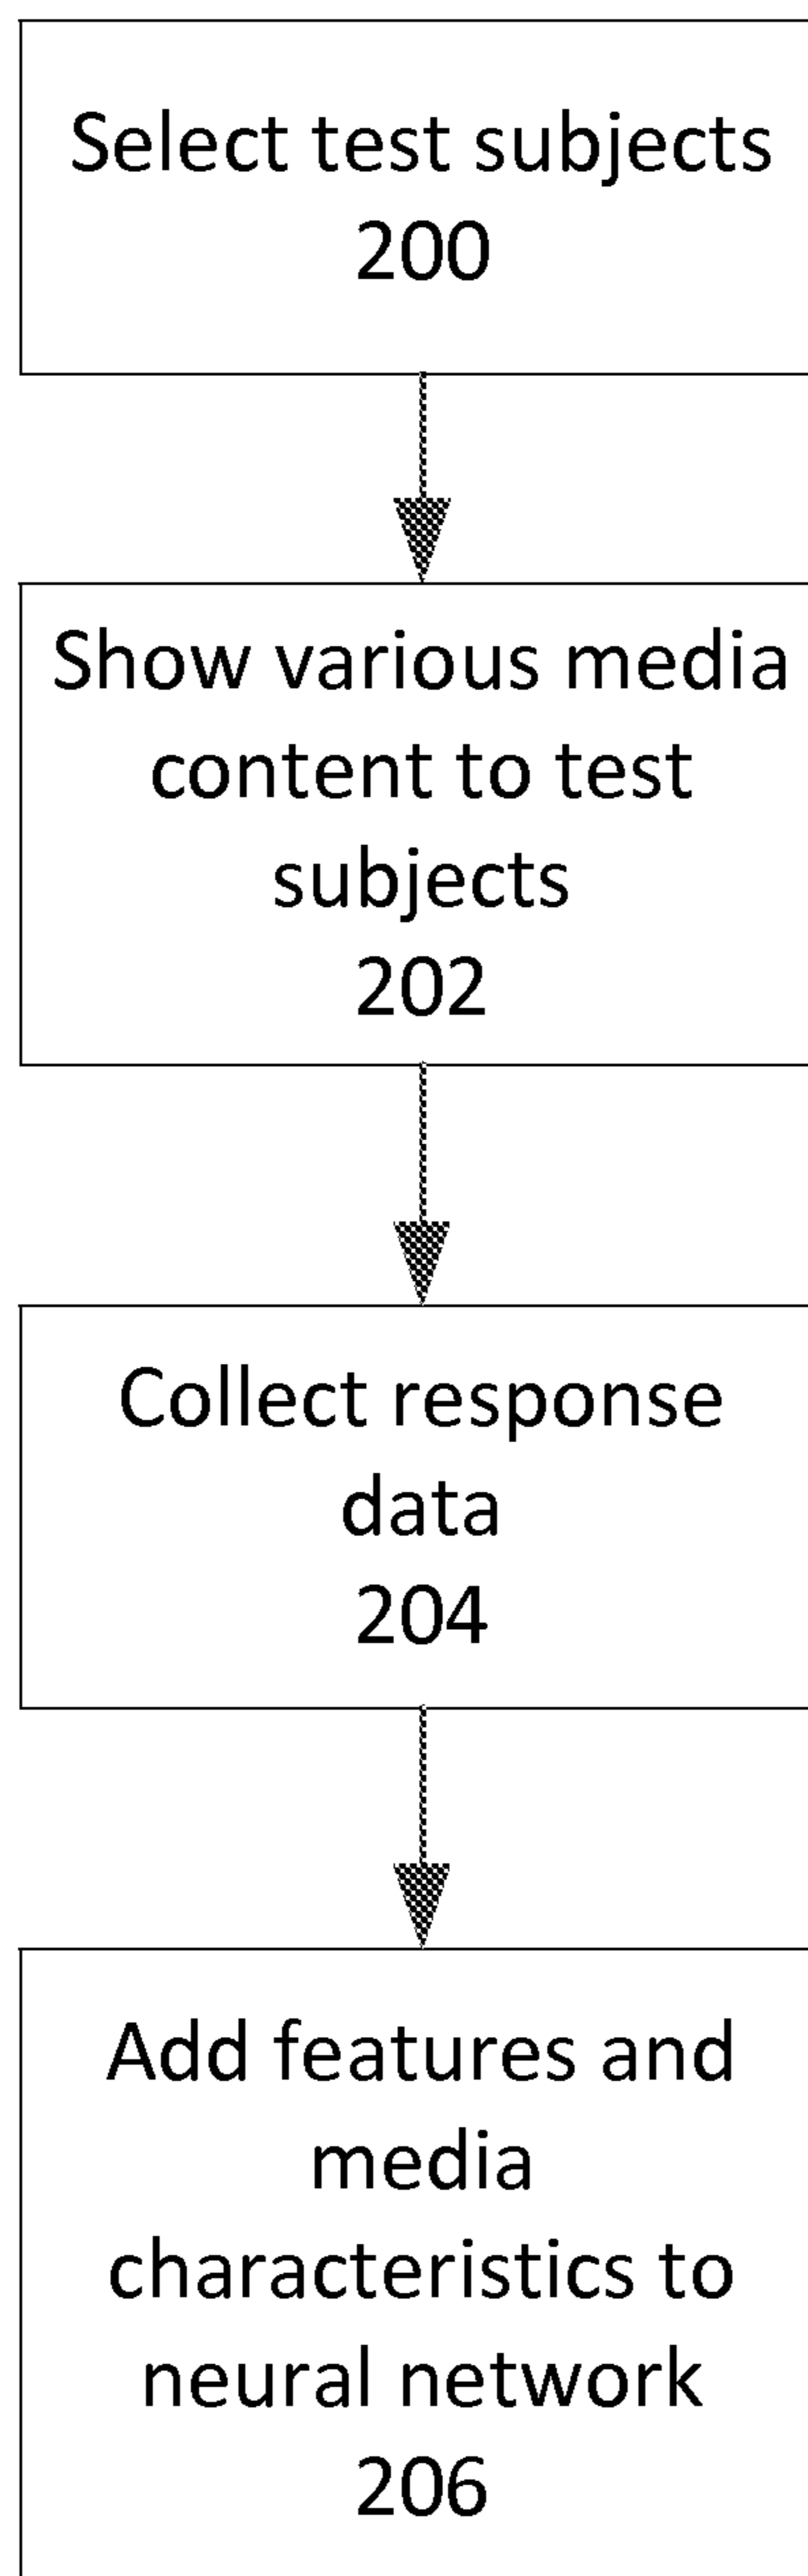 Select test subjects
200
Show various media
content to test
subjects
202
Collect response
data
204
Add features and
media
characteristics to
neural network
206